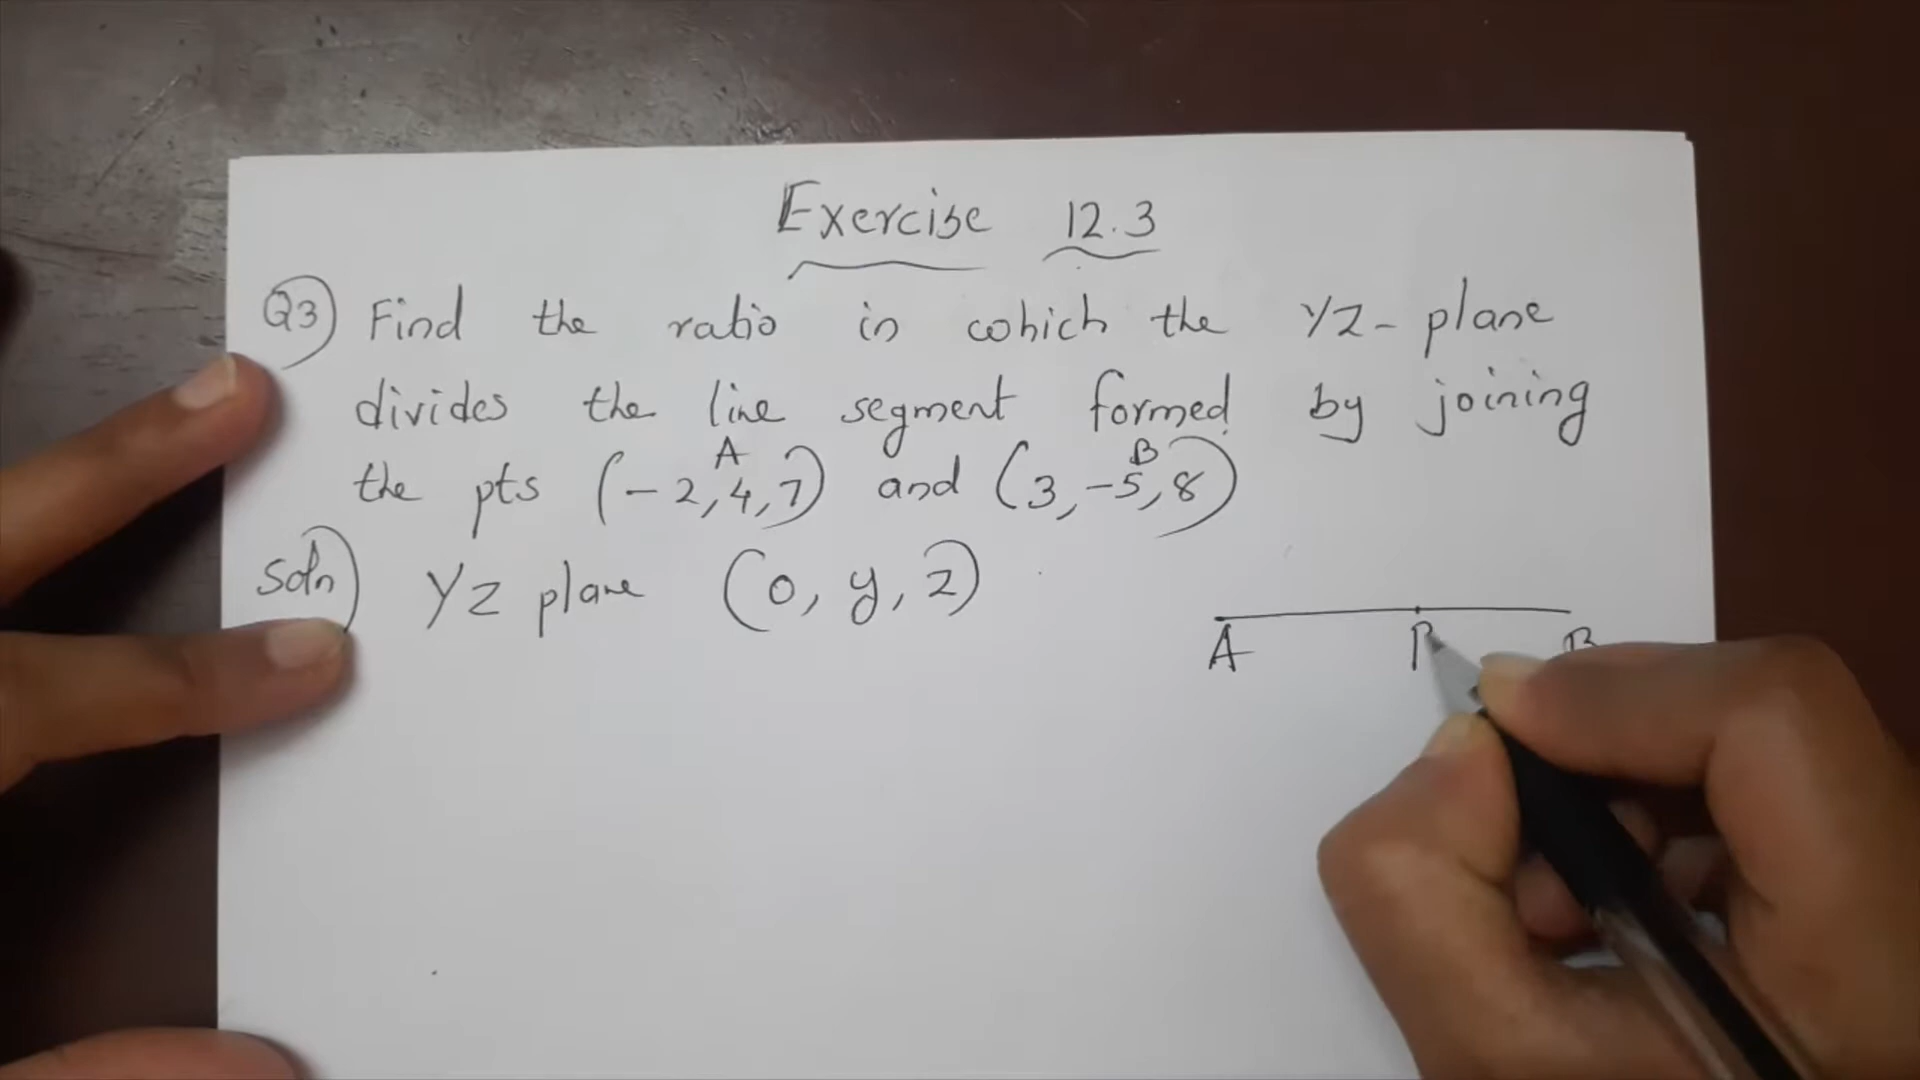 Exercise 12.3
Q3) Find the ratio in which the YZ-plane
divides the line segment formed by joining
A B
the pts (-2,4,7) and (3,-5,8)
Soln) YZ plane (0, y, z)
A P B